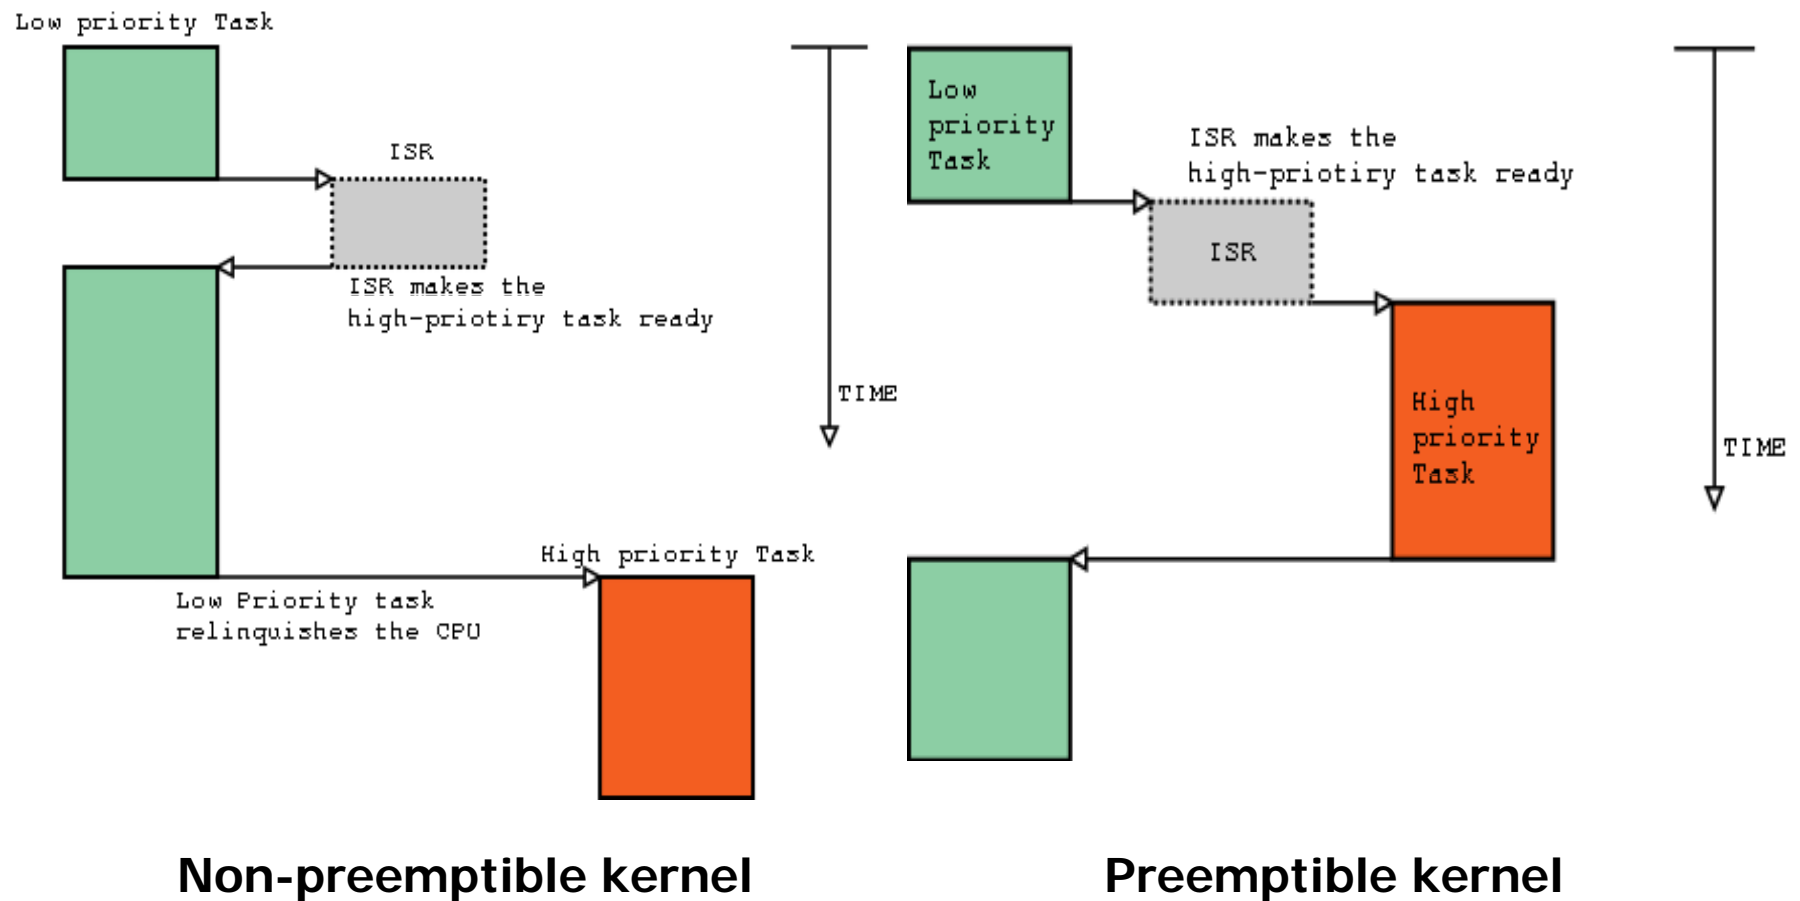 Low priority Task
ISR
ISR makes the
high-priotiry task ready
TIME
High priority Task
Low Priority task
relinquishes the CPU
Non-preemptible kernel
Low
priority
Task
ISR makes the
high-priotiry task ready
ISR
High
priority
Task
TIME
Preemptible kernel